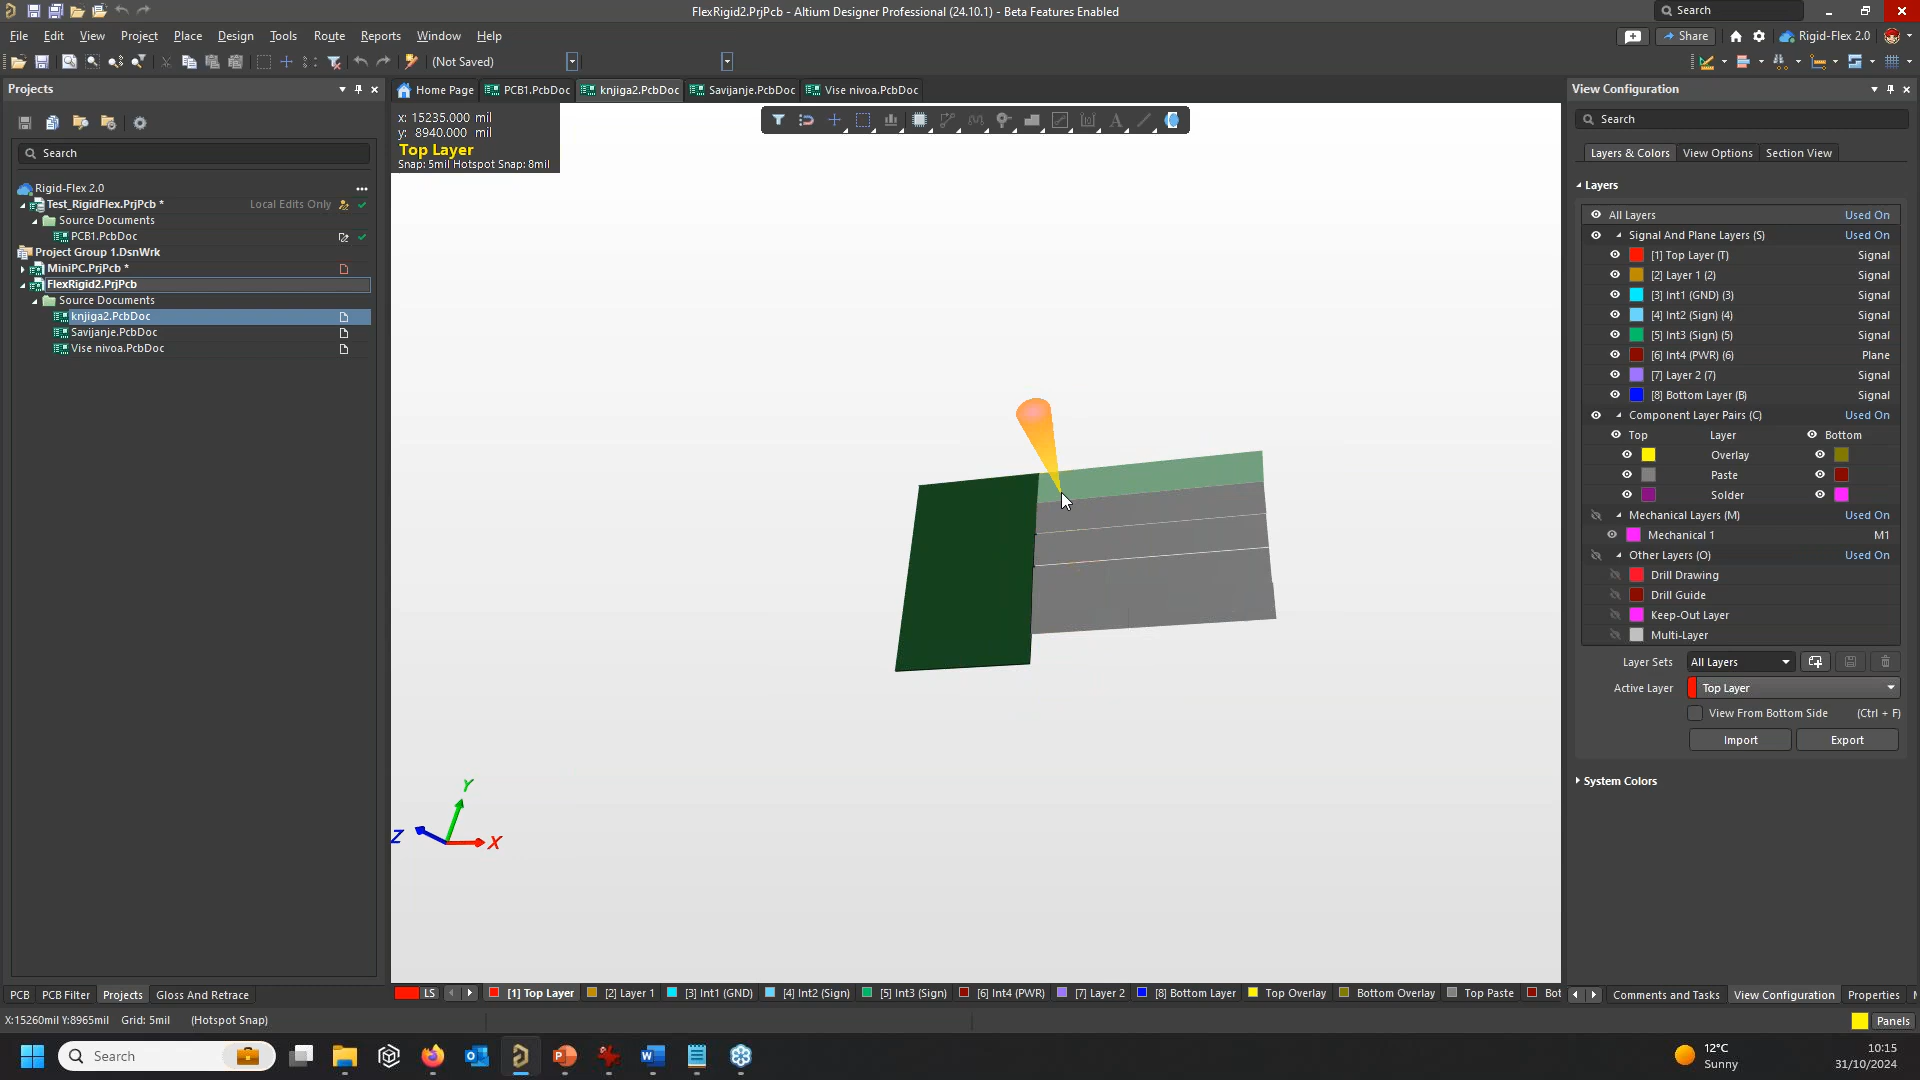 FlexRigid2.PrjPcb - Altium Designer Professional (24.10.1) - Beta Features Enabled
Search
File Edit View Project Place Design Tools Route Reports Window Help
Share
Rigid-Flex 2.0
(Not Saved)
Projects
Home Page
PCB1.PcbDoc
knjiga2.PcbDoc
Savijanje.PcbDoc
Vise nivoa.PcbDoc
View Configuration
x: 15235.000 mil
y: 8940.000 mil
Top Layer
Snap: 5mil Hotspot Snap: 8mil
Search
Rigid-Flex 2.0
Test_RigidFlex.PrjPcb * Local Edits Only
Source Documents
PCB1.PcbDoc
Project Group 1.DsnWrk
MiniPC.PrjPcb *
FlexRigid2.PrjPcb
Source Documents
knjiga2.PcbDoc
Savijanje.PcbDoc
Vise nivoa.PcbDoc
Search
Layers & Colors View Options Section View
Layers
All Layers Used On
Signal And Plane Layers (S) Used On
[1] Top Layer (T) Signal
[2] Layer 1 (2) Signal
[3] Int1 (GND) (3) Signal
[4] Int2 (Sign) (4) Signal
[5] Int3 (Sign) (5) Signal
[6] Int4 (PWR) (6) Plane
[7] Layer 2 (7) Signal
[8] Bottom Layer (B) Signal
Component Layer Pairs (C) Used On
Top Layer Bottom
Overlay
Paste
Solder
Mechanical Layers (M) Used On
Mechanical 1 M1
Other Layers (O) Used On
Drill Drawing
Drill Guide
Keep-Out Layer
Multi-Layer
Layer Sets All Layers
Active Layer Top Layer
View From Bottom Side (Ctrl + F)
Import Export
System Colors
Y
Z
X
PCB PCB Filter Projects Gloss And Retrace
LS [1] Top Layer [2] Layer 1 [3] Int1 (GND) [4] Int2 (Sign) [5] Int3 (Sign) [6] Int4 (PWR) [7] Layer 2 [8] Bottom Layer Top Overlay Bottom Overlay Top Paste Bot
Comments and Tasks View Configuration Properties
X:15260mil Y:8965mil Grid: 5mil (Hotspot Snap)
Panels
Search
12°C
Sunny
10:15
31/10/2024